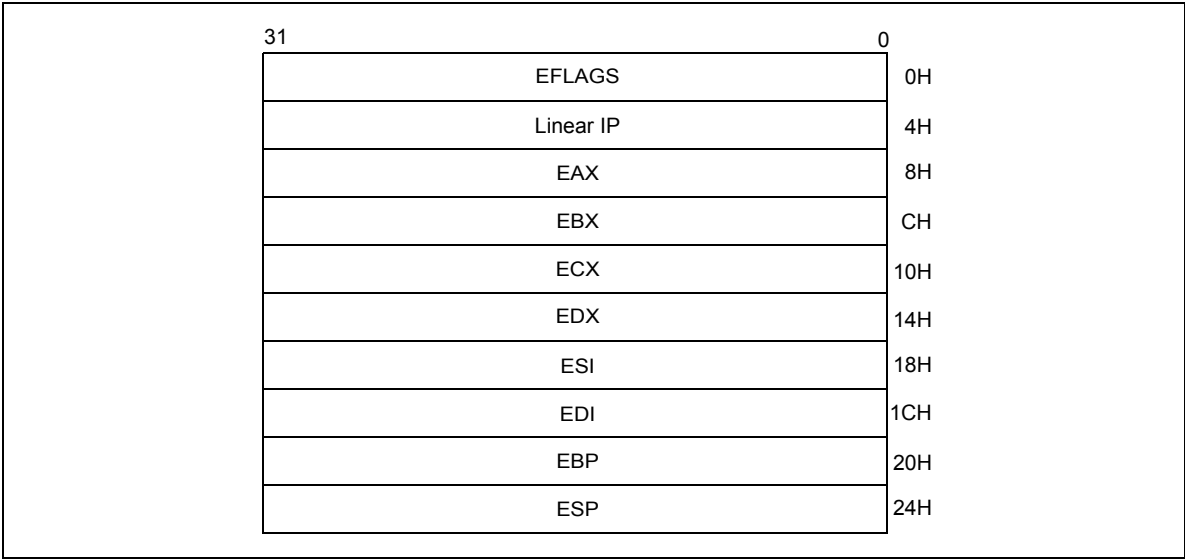 31 0
EFLAGS 0H
Linear IP 4H
EAX 8H
EBX CH
ECX 10H
EDX 14H
ESI 18H
EDI 1CH
EBP 20H
ESP 24H